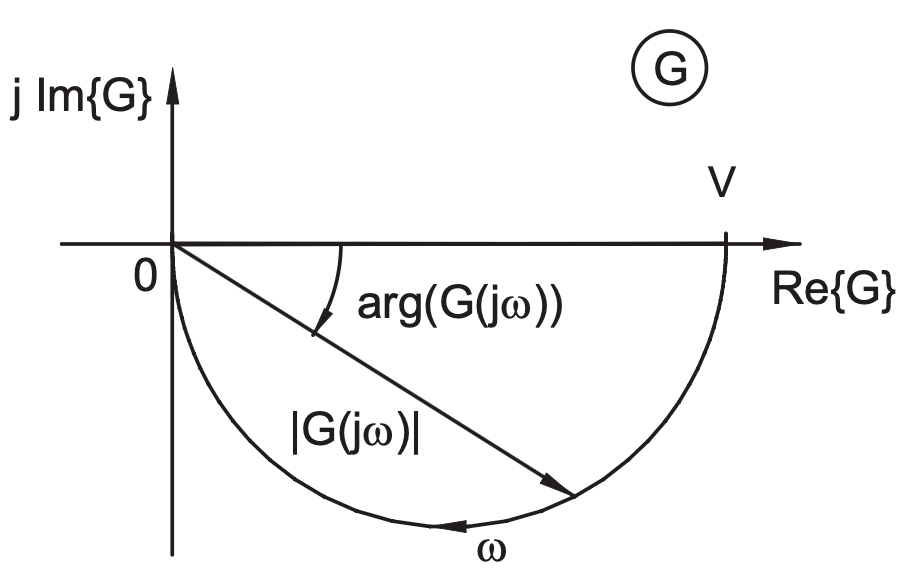 G
j Im{G}
V
0
Re{G}
arg(G(jω))
|G(jω)|
ω